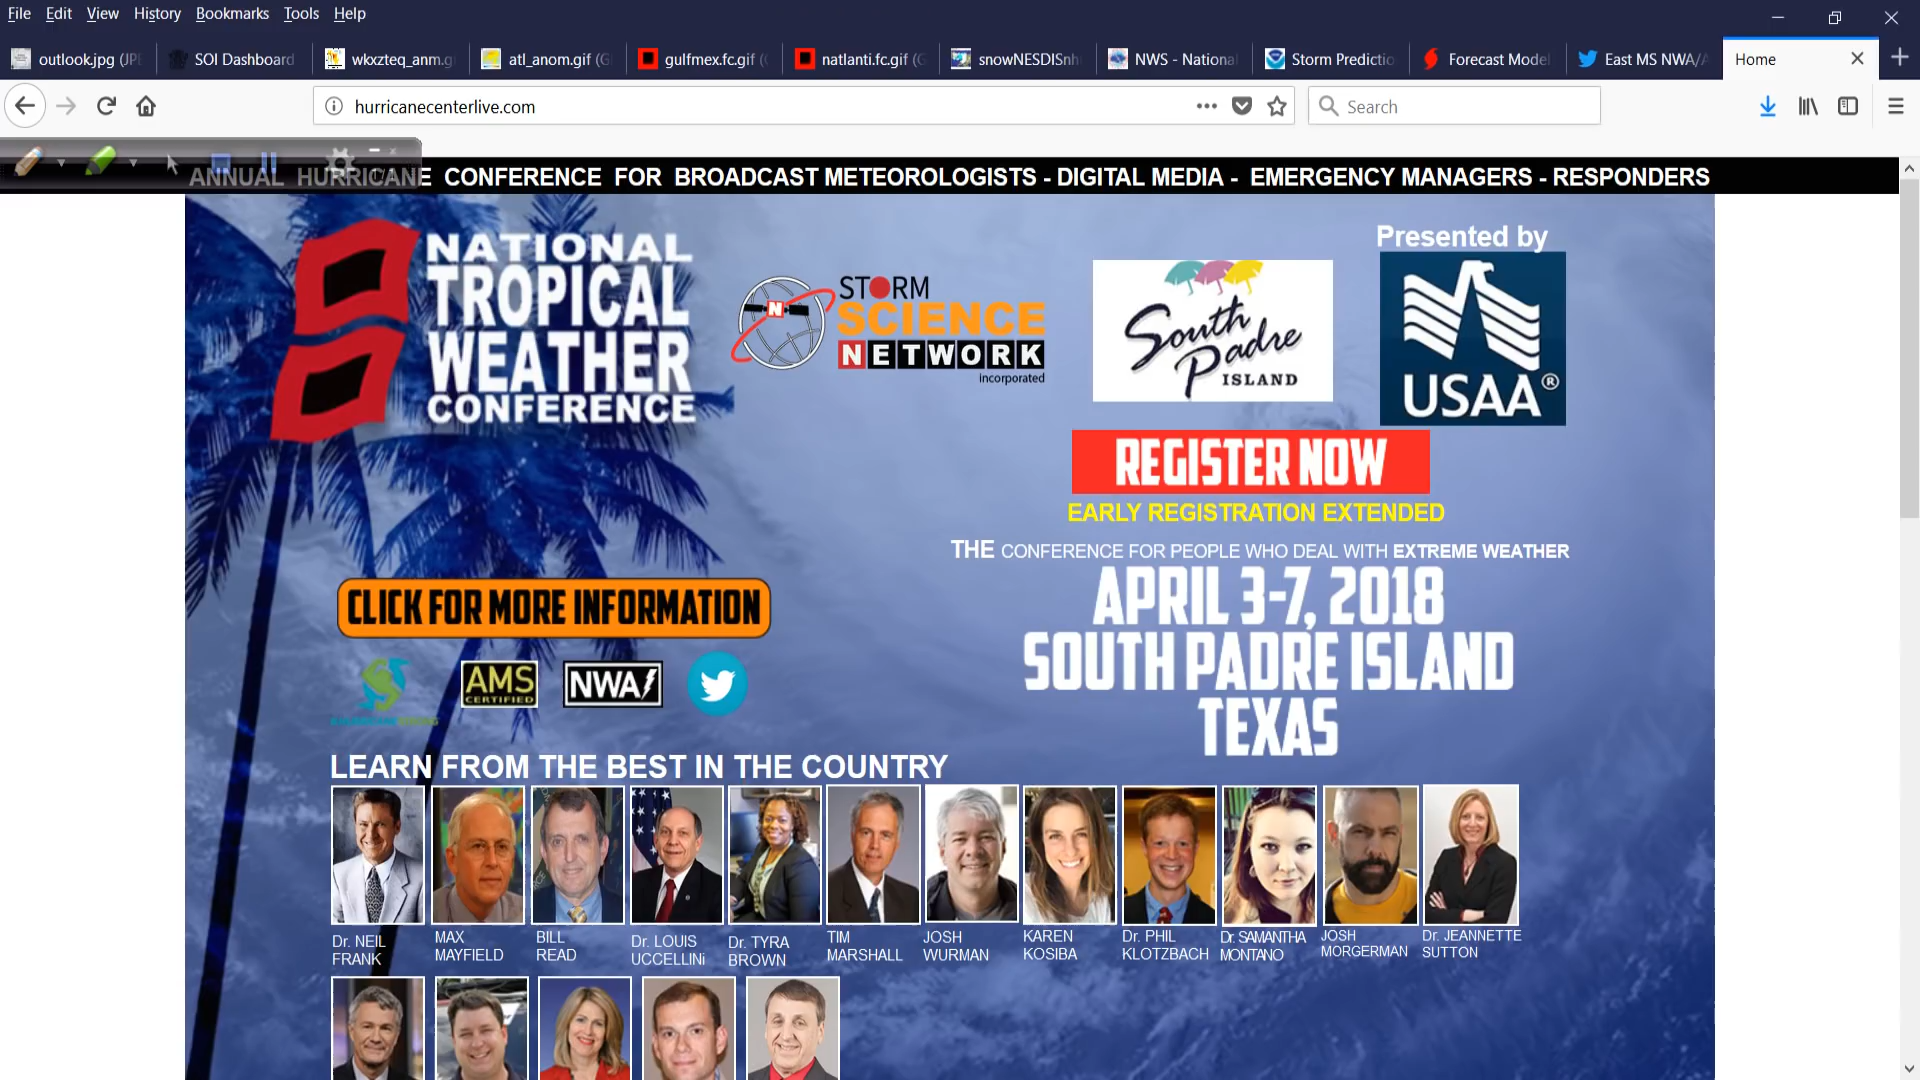 File Edit View History Bookmarks Tools Help
outlook.jpg (JP
SOI Dashboard
wkxzteq_anm.g
atl_anom.gif (G
gulfmex.fc.gif (
natlanti.fc.gif (G
snowNESDISnh
NWS - Nationa
Storm Predictio
Forecast Mode
East MS NWA/A
Home
hurricanecenterlive.com
Search
ANNUAL HURRICANE CONFERENCE FOR BROADCAST METEOROLOGISTS - DIGITAL MEDIA - EMERGENCY MANAGERS - RESPONDERS
NATIONAL
TROPICAL
WEATHER
CONFERENCE
N
STORM
SCIENCE
NETWORK
incorporated
South
Padre
ISLAND
Presented by
USAA®
REGISTER NOW
EARLY REGISTRATION EXTENDED
THE CONFERENCE FOR PEOPLE WHO DEAL WITH EXTREME WEATHER
APRIL 3-7, 2018
SOUTH PADRE ISLAND
TEXAS
CLICK FOR MORE INFORMATION
AMS
CERTIFIED
NWA
LEARN FROM THE BEST IN THE COUNTRY
Dr. NEIL
FRANK
MAX
MAYFIELD
BILL
READ
Dr. LOUIS
UCCELLINi
Dr. TYRA
BROWN
TIM
MARSHALL
JOSH
WURMAN
KAREN
KOSIBA
Dr. PHIL
KLOTZBACH
Dr. SAMANTHA
MONTANO
JOSH
MORGERMAN
Dr. JEANNETTE
SUTTON